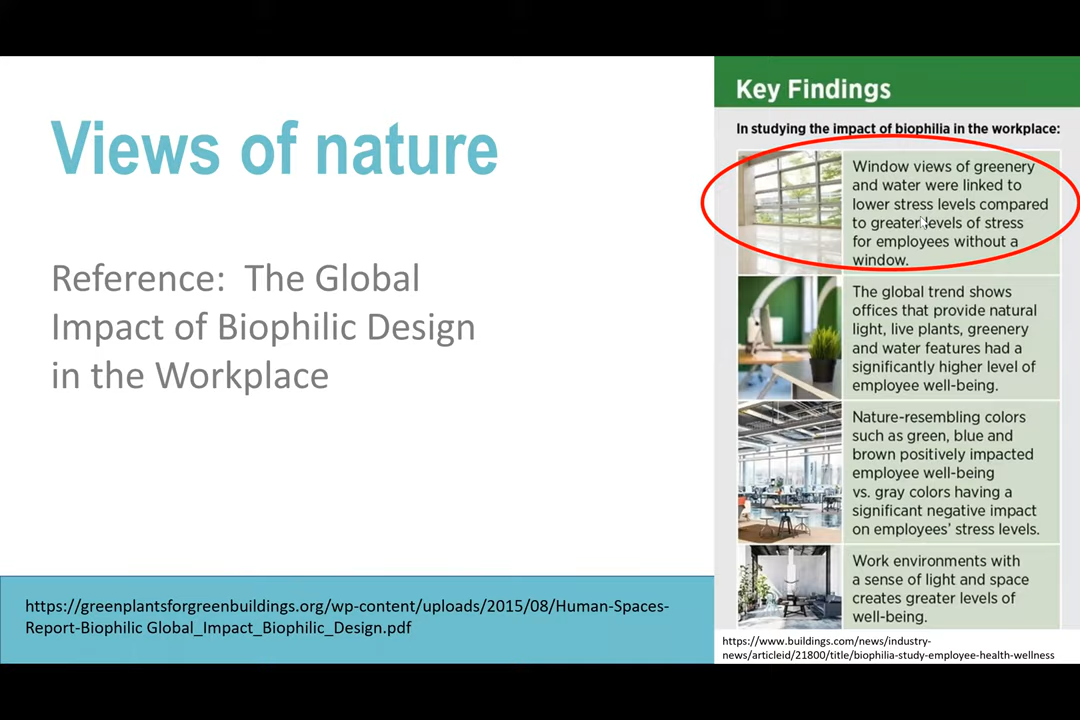 Views of nature
Reference:  The Global
Impact of Biophilic Design
in the Workplace
https://greenplantsforgreenbuildings.org/wp-content/uploads/2015/08/Human-Spaces-
Report-Biophilic Global_Impact_Biophilic_Design.pdf
Key Findings
In studying the impact of biophilia in the workplace:
Window views of greenery
and water were linked to
lower stress levels compared
to greater levels of stress
for employees without a
window.
The global trend shows
offices that provide natural
light, live plants, greenery
and water features had a
significantly higher level of
employee well-being.
Nature-resembling colors
such as green, blue and
brown positively impacted
employee well-being
vs. gray colors having a
significant negative impact
on employees' stress levels.
Work environments with
a sense of light and space
creates greater levels of
well-being.
https://www.buildings.com/news/industry-
news/articleid/21800/title/biophilia-study-employee-health-wellness